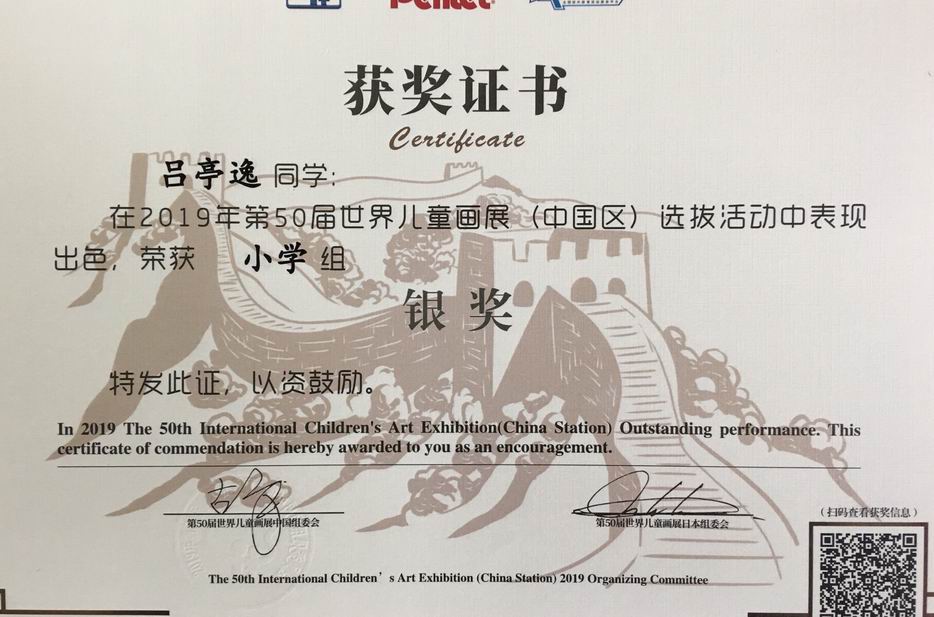 Pentel
获奖证书
Certificate
吕亭逸 同学:
在2019年第50届世界儿童画展（中国区）选拔活动中表现
出色，荣获 小学 组
银奖
特发此证，以资鼓励。
In 2019 The 50th International Children's Art Exhibition(China Station) Outstanding performance. This
certificate of commendation is hereby awarded to you as an encouragement.
第50届世界儿童画展中国组委会 第50届世界儿童画展日本组委会
（扫码查看获奖信息）
The 50th International Children’s Art Exhibition (China Station) 2019 Organizing Committee